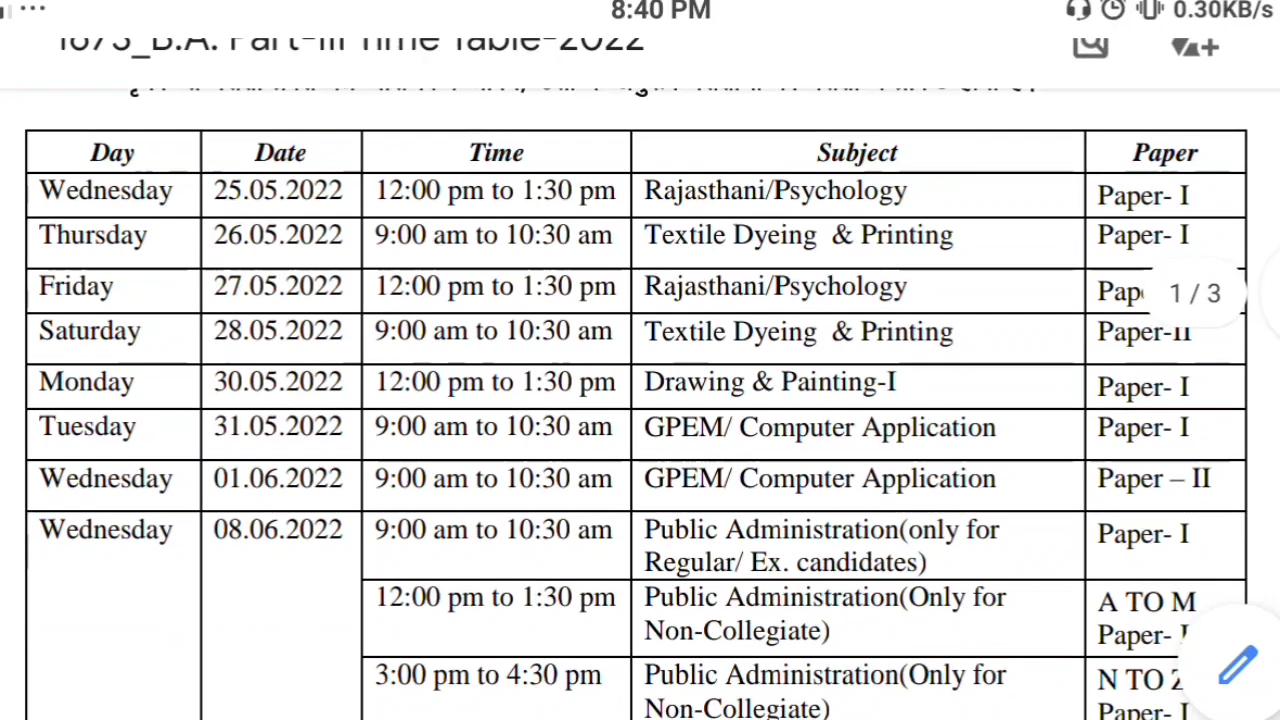 8:40 PM
0.30KB/s
1873_B.A. Part-III Time Table-2022
Day Date Time Subject Paper
Wednesday 25.05.2022 12:00 pm to 1:30 pm Rajasthani/Psychology Paper- I
Thursday 26.05.2022 9:00 am to 10:30 am Textile Dyeing & Printing Paper- I
Friday 27.05.2022 12:00 pm to 1:30 pm Rajasthani/Psychology
1 / 3
Saturday 28.05.2022 9:00 am to 10:30 am Textile Dyeing & Printing Paper-II
Monday 30.05.2022 12:00 pm to 1:30 pm Drawing & Painting-I Paper- I
Tuesday 31.05.2022 9:00 am to 10:30 am GPEM/ Computer Application Paper- I
Wednesday 01.06.2022 9:00 am to 10:30 am GPEM/ Computer Application Paper – II
Wednesday 08.06.2022 9:00 am to 10:30 am Public Administration(only for Paper- I
Regular/ Ex. candidates)
12:00 pm to 1:30 pm Public Administration(Only for A TO M
Non-Collegiate) Paper- I
3:00 pm to 4:30 pm Public Administration(Only for N TO Z
Non-Collegiate) Paper- I